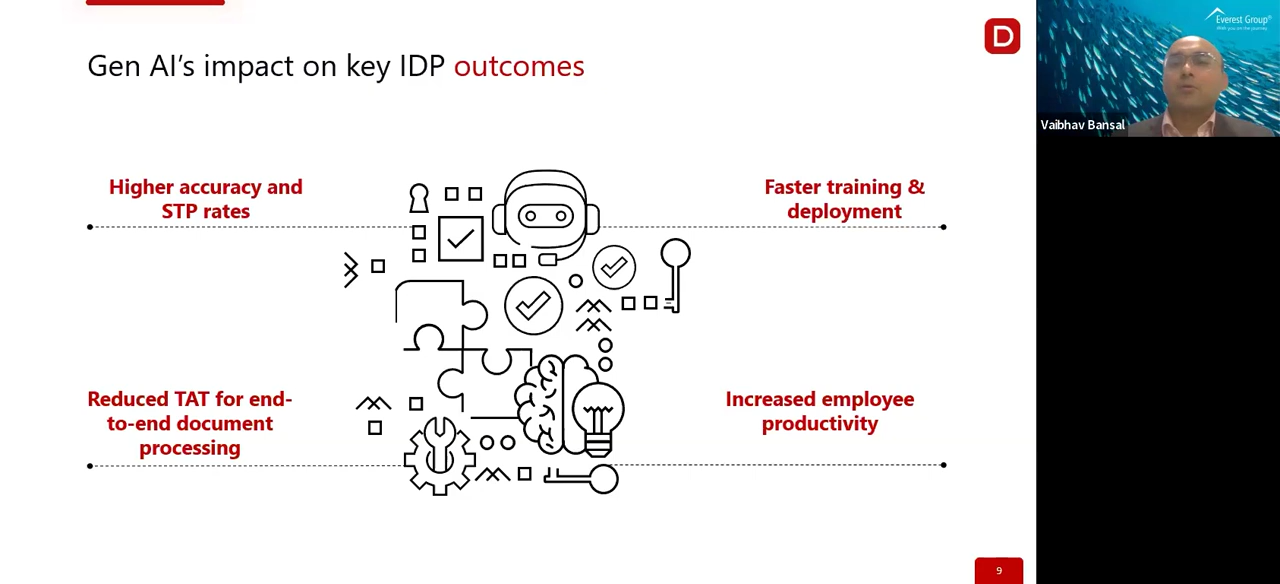 Gen AI's impact on key IDP outcomes
D
Everest Group®
Vaibhav Bansal
Higher accuracy and
STP rates
Faster training &
deployment
Reduced TAT for end-
to-end document
processing
Increased employee
productivity
9